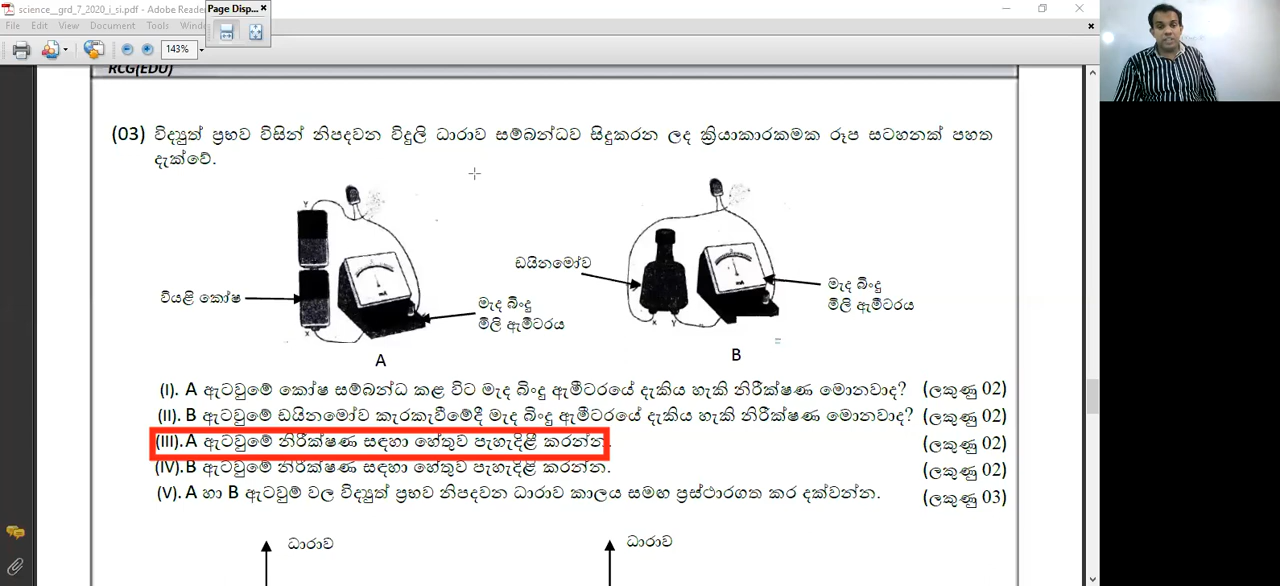 science__grd_7_2020_i_si.pdf - Adobe Reader
Page Disp...
File Edit View Document Tools Window
143%
RCG(EDU)
(03) විද්‍යුත් ප්‍රභව විසින් නිපදවන විදුලි ධාරාව සම්බන්ධව සිදුකරන ලද ක්‍රියාකාරකමක රූප සටහනක් පහත
දැක්වේ.
Y
වියළි කෝෂ
X
mA
මැද බිංදු
මිලි ඇමීටරය
A
ඩයිනමෝව
X Y
mA
මැද බිංදු
මිලි ඇමීටරය
B
(I). A ඇටවුමේ කෝෂ සම්බන්ධ කළ විට මැද බිංදු ඇමීටරයේ දැකිය හැකි නිරීක්ෂණ මොනවාද? (ලකුණු 02)
(II). B ඇටවුමේ ඩයිනමෝව කැරකැවීමේදී මැද බිංදු ඇමීටරයේ දැකිය හැකි නිරීක්ෂණ මොනවාද? (ලකුණු 02)
(III). A ඇටවුමේ නිරීක්ෂණ සඳහා හේතුව පැහැදිළි කරන්න. (ලකුණු 02)
(IV). B ඇටවුමේ නිරීක්ෂණ සඳහා හේතුව පැහැදිළි කරන්න. (ලකුණු 02)
(V). A හා B ඇටවුම් වල විද්‍යුත් ප්‍රභව නිපදවන ධාරාව කාලය සමඟ ප්‍රස්ථාරගත කර දක්වන්න. (ලකුණු 03)
ධාරාව
ධාරාව